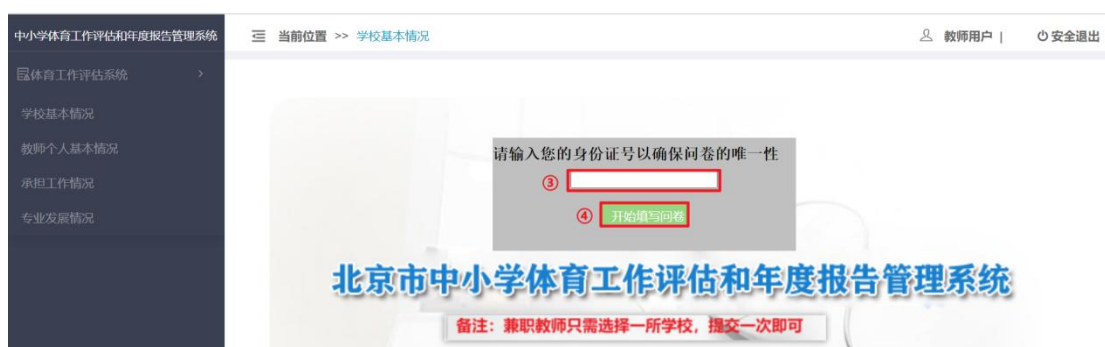 中小学体育工作评估和年度报告管理系统
当前位置 >> 学校基本情况
教师用户 |
安全退出
体育工作评估系统 >
学校基本情况
教师个人基本情况
承担工作情况
专业发展情况
请输入您的身份证号以确保问卷的唯一性
③
④ 开始填写问卷
北京市中小学体育工作评估和年度报告管理系统
备注：兼职教师只需选择一所学校，提交一次即可